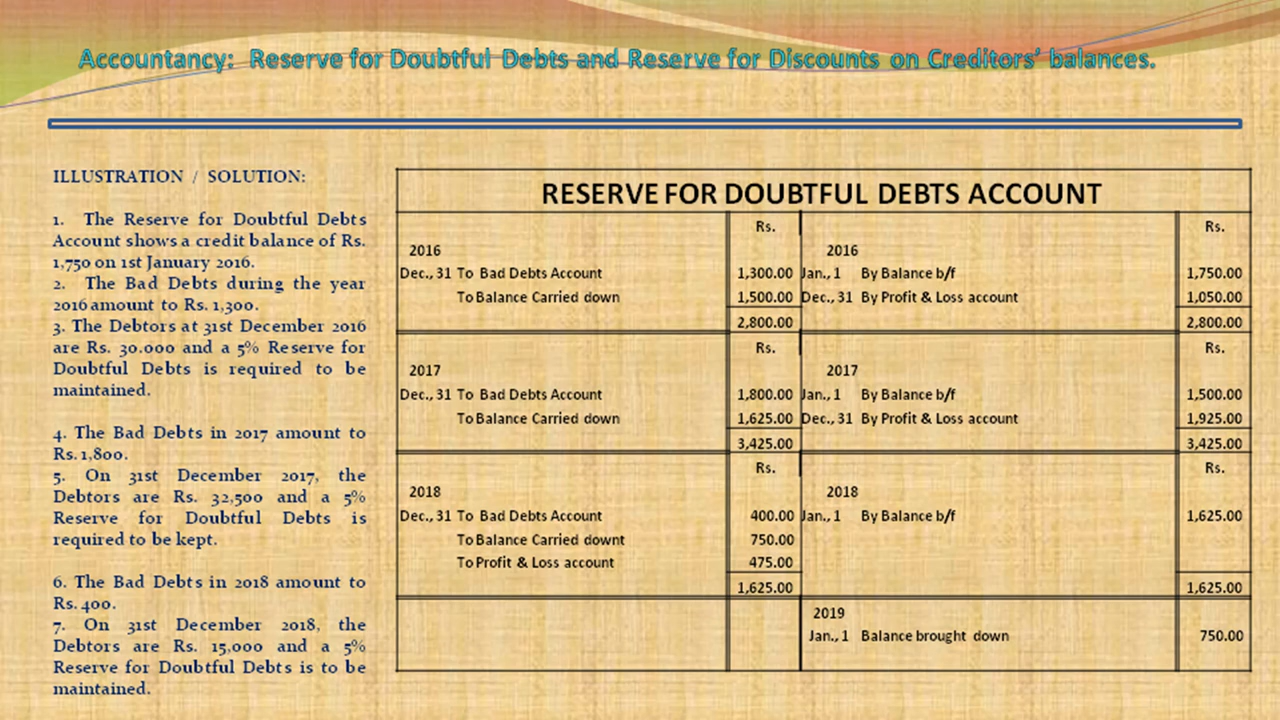 Accountancy: Reserve for Doubtful Debts and Reserve for Discounts on Creditors' balances.
ILLUSTRATION / SOLUTION:
1. The Reserve for Doubtful Debts
Account shows a credit balance of Rs.
1,750 on 1st January 2016.
2. The Bad Debts during the year
2016 amount to Rs. 1,300.
3. The Debtors at 31st December 2016
are Rs. 30.000 and a 5% Reserve for
Doubtful Debts is required to be
maintained.
4. The Bad Debts in 2017 amount to
Rs. 1,800.
5. On 31st December 2017, the
Debtors are Rs. 32,500 and a 5%
Reserve for Doubtful Debts is
required to be kept.
6. The Bad Debts in 2018 amount to
Rs. 400.
7. On 31st December 2018, the
Debtors are Rs. 15,000 and a 5%
Reserve for Doubtful Debts is to be
maintained.
RESERVE FOR DOUBTFUL DEBTS ACCOUNT
Rs. Rs.
2016 2016
Dec., 31 To Bad Debts Account 1,300.00 Jan., 1 By Balance b/f 1,750.00
To Balance Carried down 1,500.00 Dec., 31 By Profit & Loss account 1,050.00
2,800.00 2,800.00
Rs. Rs.
2017 2017
Dec., 31 To Bad Debts Account 1,800.00 Jan., 1 By Balance b/f 1,500.00
To Balance Carried down 1,625.00 Dec., 31 By Profit & Loss account 1,925.00
3,425.00 3,425.00
Rs. Rs.
2018 2018
Dec., 31 To Bad Debts Account 400.00 Jan., 1 By Balance b/f 1,625.00
To Balance Carried downt 750.00
To Profit & Loss account 475.00
1,625.00 1,625.00
2019
Jan., 1 Balance brought down 750.00